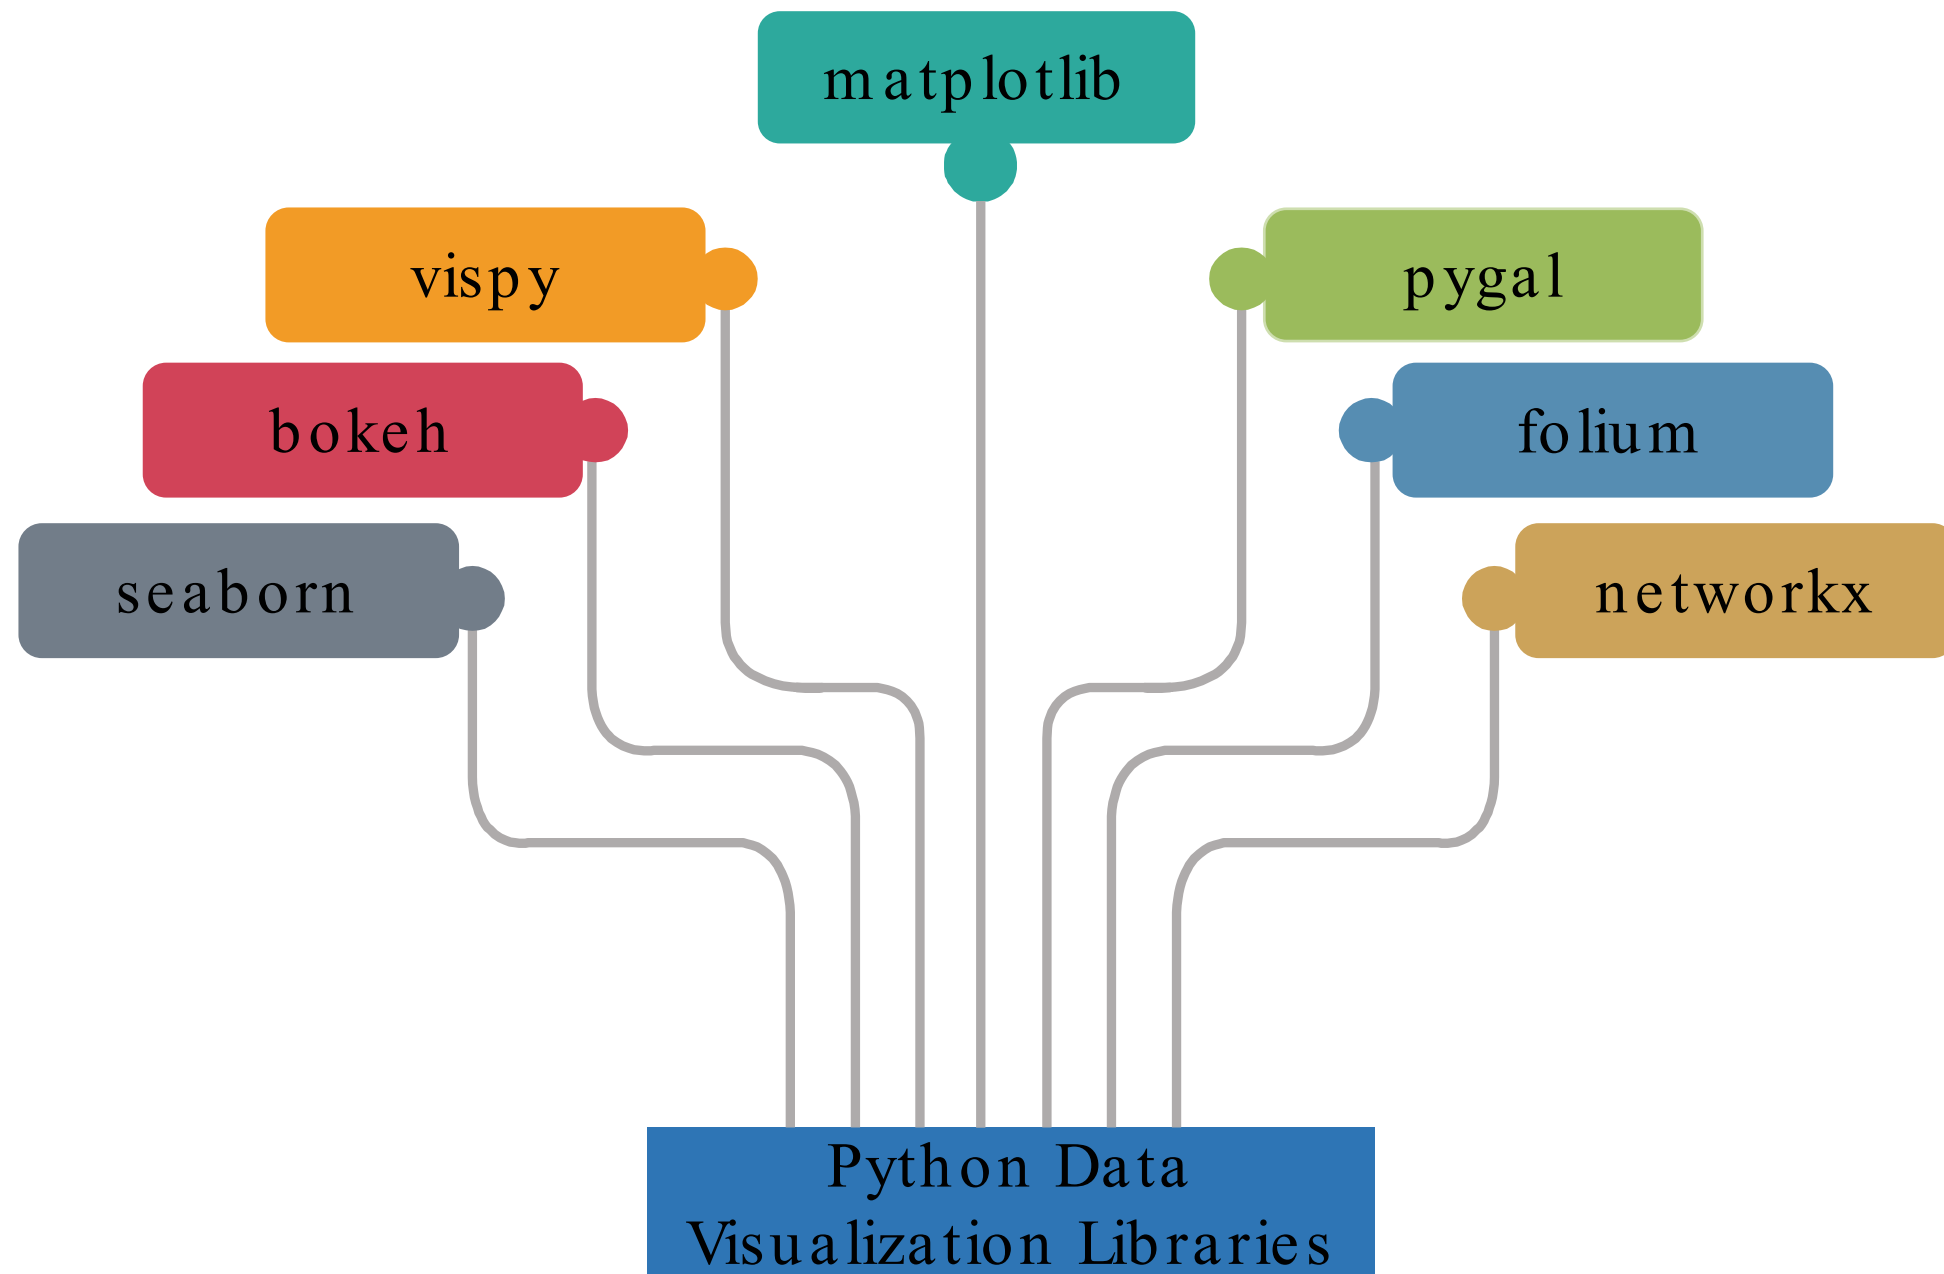 matplotlib
vispy
pygal
bokeh
folium
seaborn
networkx
Python Data
Visualization Libraries